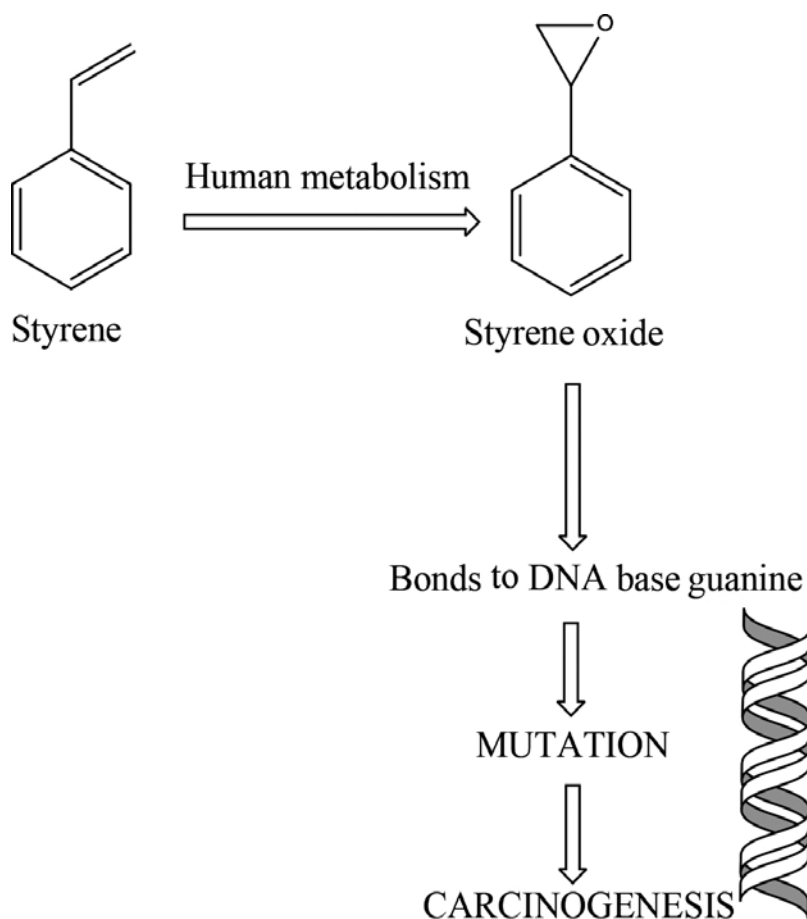 O
Human metabolism
Styrene
Styrene oxide
Bonds to DNA base guanine
MUTATION
CARCINOGENESIS